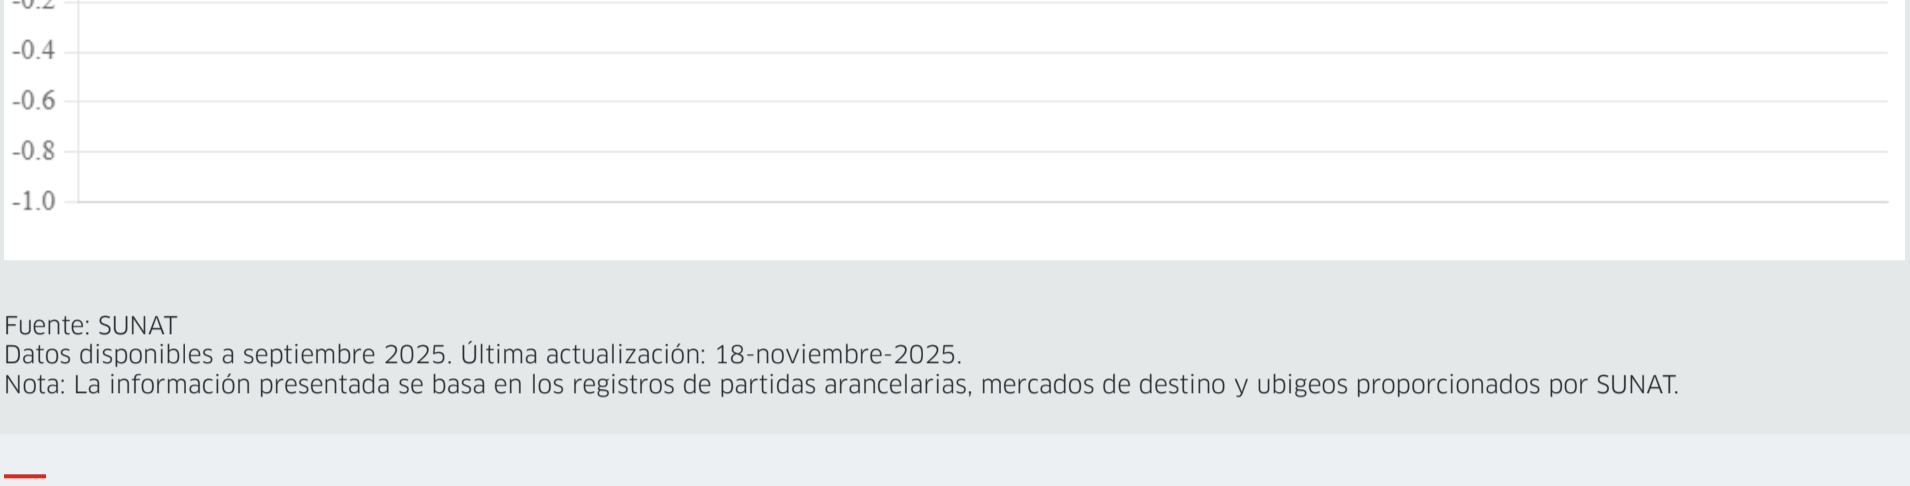 -0.2
-0.4
-0.6
-0.8
-1.0
Fuente: SUNAT
Datos disponibles a septiembre 2025. Última actualización: 18-noviembre-2025.
Nota: La información presentada se basa en los registros de partidas arancelarias, mercados de destino y ubigeos proporcionados por SUNAT.